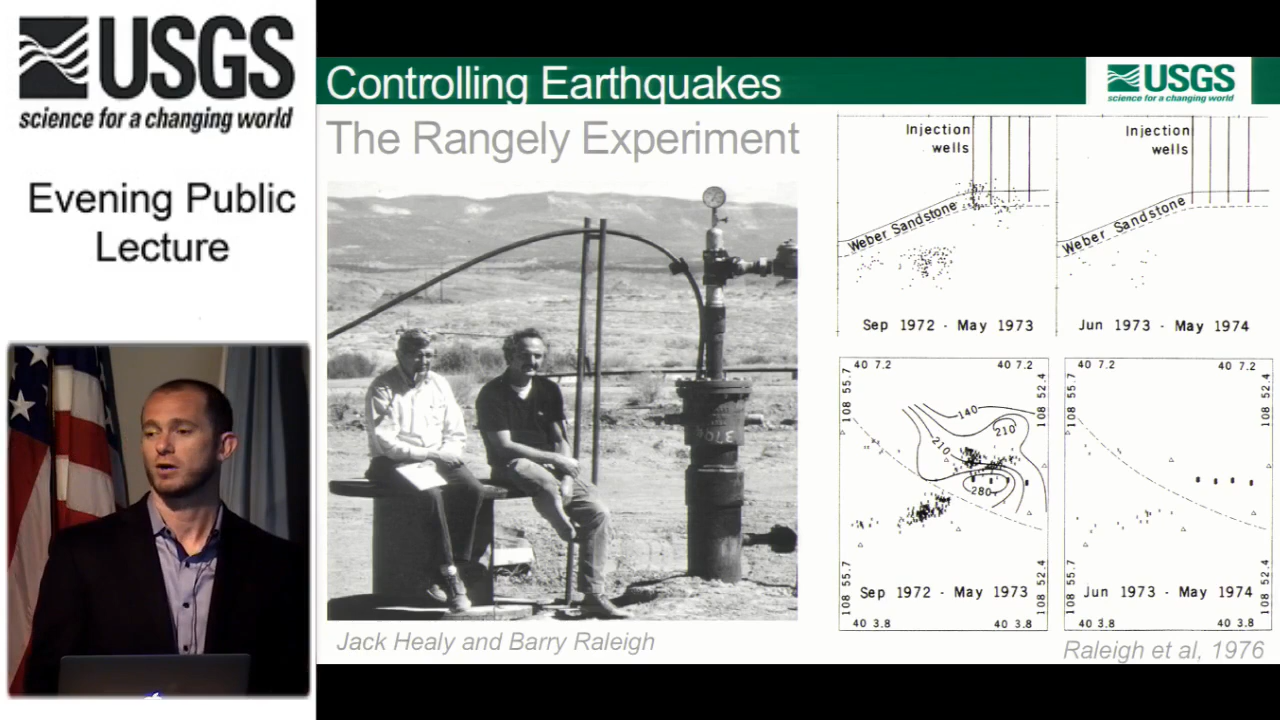 USGS
science for a changing world
Evening Public
Lecture
Controlling Earthquakes
USGS
science for a changing world
The Rangely Experiment
Injection
wells
Weber Sandstone
Sep 1972 - May 1973
Injection
wells
Weber Sandstone
Jun 1973 - May 1974
40 7.2
40 7.2
108 55.7
108 52.4
140
210
210
280
Sep 1972 - May 1973
108 55.7
108 52.4
40 3.8
40 3.8
40 7.2
40 7.2
108 55.7
108 52.4
Jun 1973 - May 1974
108 55.7
108 52.4
40 3.8
40 3.8
Jack Healy and Barry Raleigh
Raleigh et al, 1976